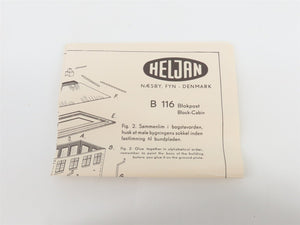 HELJAN
NÆSBY, FYN - DENMARK
B 116 Blokpost
Block-Cabin
Fig. 2. Sammenlim i bogstavorden,
husk at male bygningens sokkel inden
fastlimning til bundpladen.
Fig. 2. Glue together in alphabetical order,
remember to paint the base of the building
before you glue it on the ground plate.